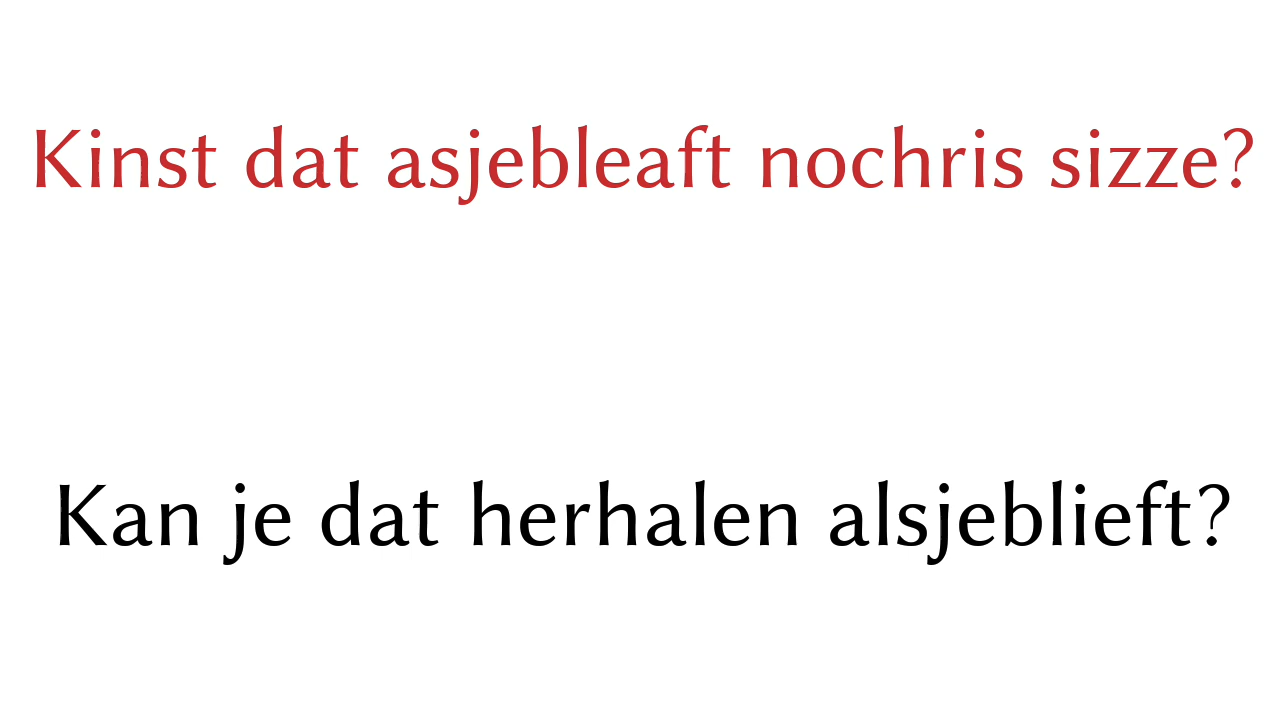 Kinst dat asjebleaft nochris sizze?
Kan je dat herhalen alsjeblieft?